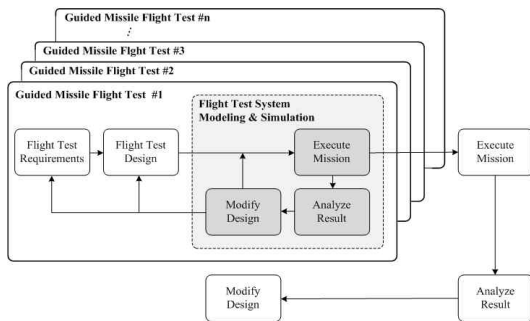 Guided Missile Flight Test #n
⋮
Guided Missile Flght Test #3
Guided Missile Flight Test #2
Guided Missile Flight Test #1
Flight Test System
Modeling & Simulation
Flight Test
Requirements
Flight Test
Design
Execute
Mission
Execute
Mission
Modify
Design
Analyze
Result
Modify
Design
Analyze
Result